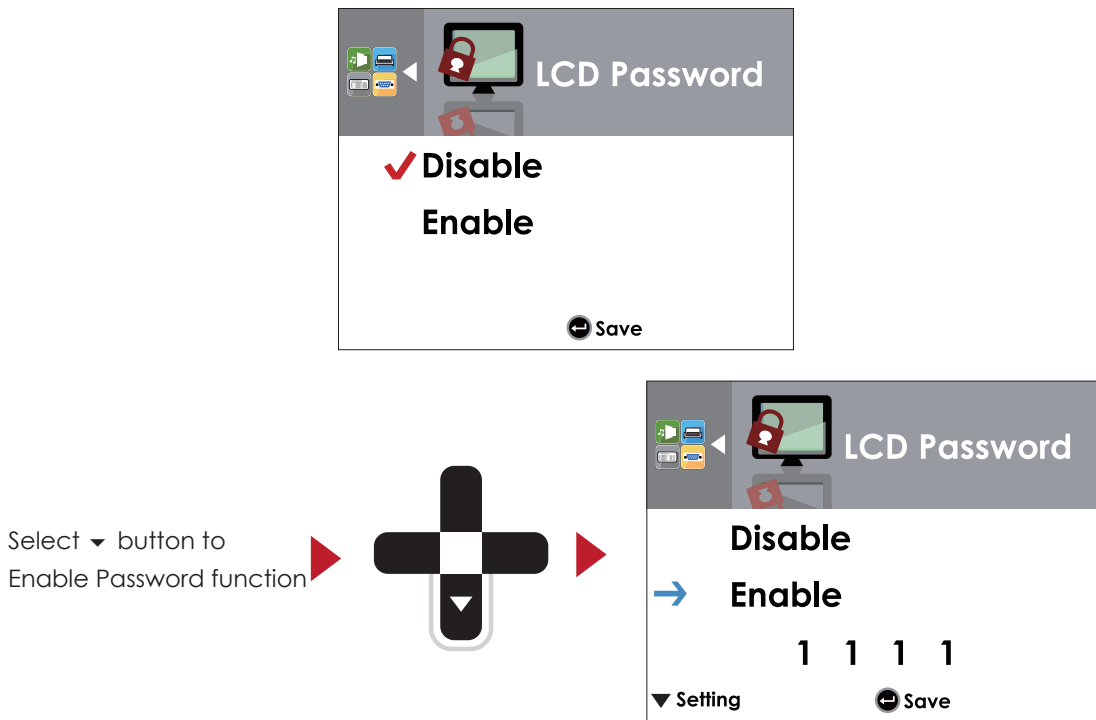 LCD Password
Disable
Enable
Save
Select button to
Enable Password function
LCD Password
Disable
Enable
1 1 1 1
Setting Save